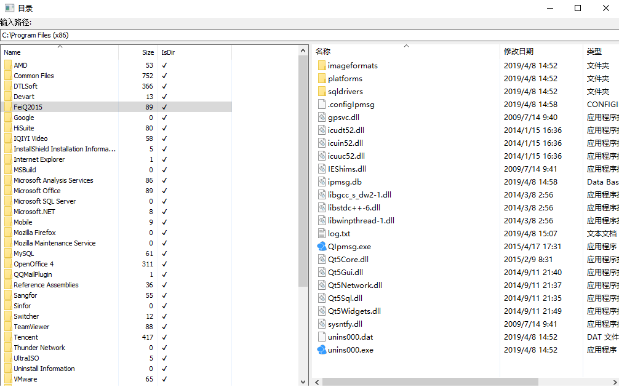 目录
输入路径:
C:\Program Files (x86)
Name Size IsDir
AMD 53 ✓
Common Files 752 ✓
DTLSoft 366 ✓
Devart 13 ✓
FeiQ2015 89 ✓
Google 0 ✓
HiSuite 80 ✓
IQIYI Video 58 ✓
InstallShield Installation Informa... 5 ✓
Internet Explorer 1 ✓
MSBuild 0 ✓
Microsoft Analysis Services 86 ✓
Microsoft Office 89 ✓
Microsoft SQL Server 0 ✓
Microsoft.NET 8 ✓
Mobile 9 ✓
Mozilla Firefox 0 ✓
Mozilla Maintenance Service 0 ✓
MySQL 61 ✓
OpenOffice 4 311 ✓
QQMailPlugin 1 ✓
Reference Assemblies 36 ✓
Sangfor 55 ✓
Sinfor 0 ✓
Switcher 12 ✓
TeamViewer 88 ✓
Tencent 417 ✓
Thunder Network 0 ✓
UltraISO 5 ✓
Uninstall Information 0 ✓
VMware 65 ✓
名称 修改日期 类型
imageformats 2019/4/8 14:52 文件夹
platforms 2019/4/8 14:52 文件夹
sqldrivers 2019/4/8 14:52 文件夹
.configIpmsg 2019/4/8 14:58 CONFIGI
gpsvc.dll 2009/7/14 9:40 应用程序扩
icudt52.dll 2014/1/15 16:36 应用程序扩
icuin52.dll 2014/1/15 16:36 应用程序扩
icuuc52.dll 2014/1/15 16:36 应用程序扩
IEShims.dll 2009/7/14 9:41 应用程序扩
ipmsg.db 2019/4/8 14:58 Data Bas
libgcc_s_dw2-1.dll 2014/3/8 2:56 应用程序扩
libstdc++-6.dll 2014/3/8 2:56 应用程序扩
libwinpthread-1.dll 2014/3/8 2:56 应用程序扩
log.txt 2019/4/8 15:07 文本文档
QIpmsg.exe 2015/4/17 17:31 应用程序
Qt5Core.dll 2015/2/9 8:31 应用程序扩
Qt5Gui.dll 2014/9/11 21:40 应用程序扩
Qt5Network.dll 2014/9/11 21:37 应用程序扩
Qt5Sql.dll 2014/9/11 21:35 应用程序扩
Qt5Widgets.dll 2014/9/11 21:49 应用程序扩
sysntfy.dll 2009/7/14 9:41 应用程序扩
unins000.dat 2019/4/8 14:52 DAT 文件
unins000.exe 2019/4/8 14:52 应用程序